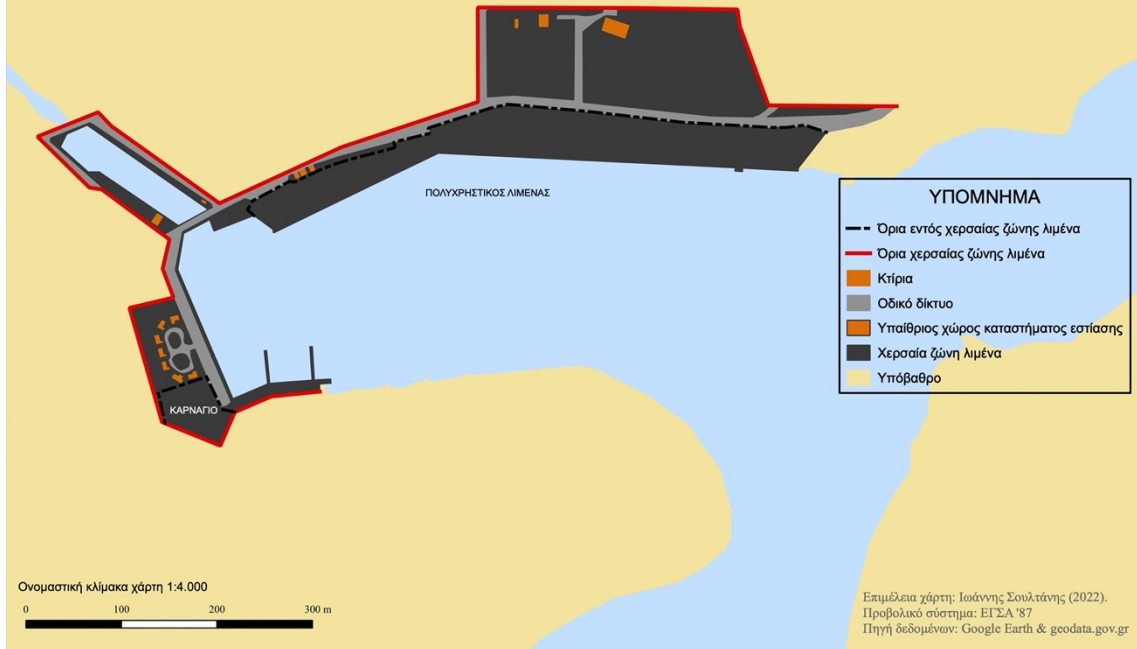 ΠΟΛΥΧΡΗΣΤΙΚΟΣ ΛΙΜΕΝΑΣ
ΥΠΟΜΝΗΜΑ
Όρια εντός χερσαίας ζώνης λιμένα
Όρια χερσαίας ζώνης λιμένα
Κτίρια
Οδικό δίκτυο
Υπαίθριος χώρος καταστήματος εστίασης
Χερσαία ζώνη λιμένα
Υπόβαθρο
ΚΑΡΝΑΓΙΟ
Ονομαστική κλίμακα χάρτη 1:4.000
0 100 200 300 m
Επιμέλεια χάρτη: Ιωάννης Σουλτάνης (2022).
Προβολικό σύστημα: ΕΓΣΑ '87
Πηγή δεδομένων: Google Earth & geodata.gov.gr